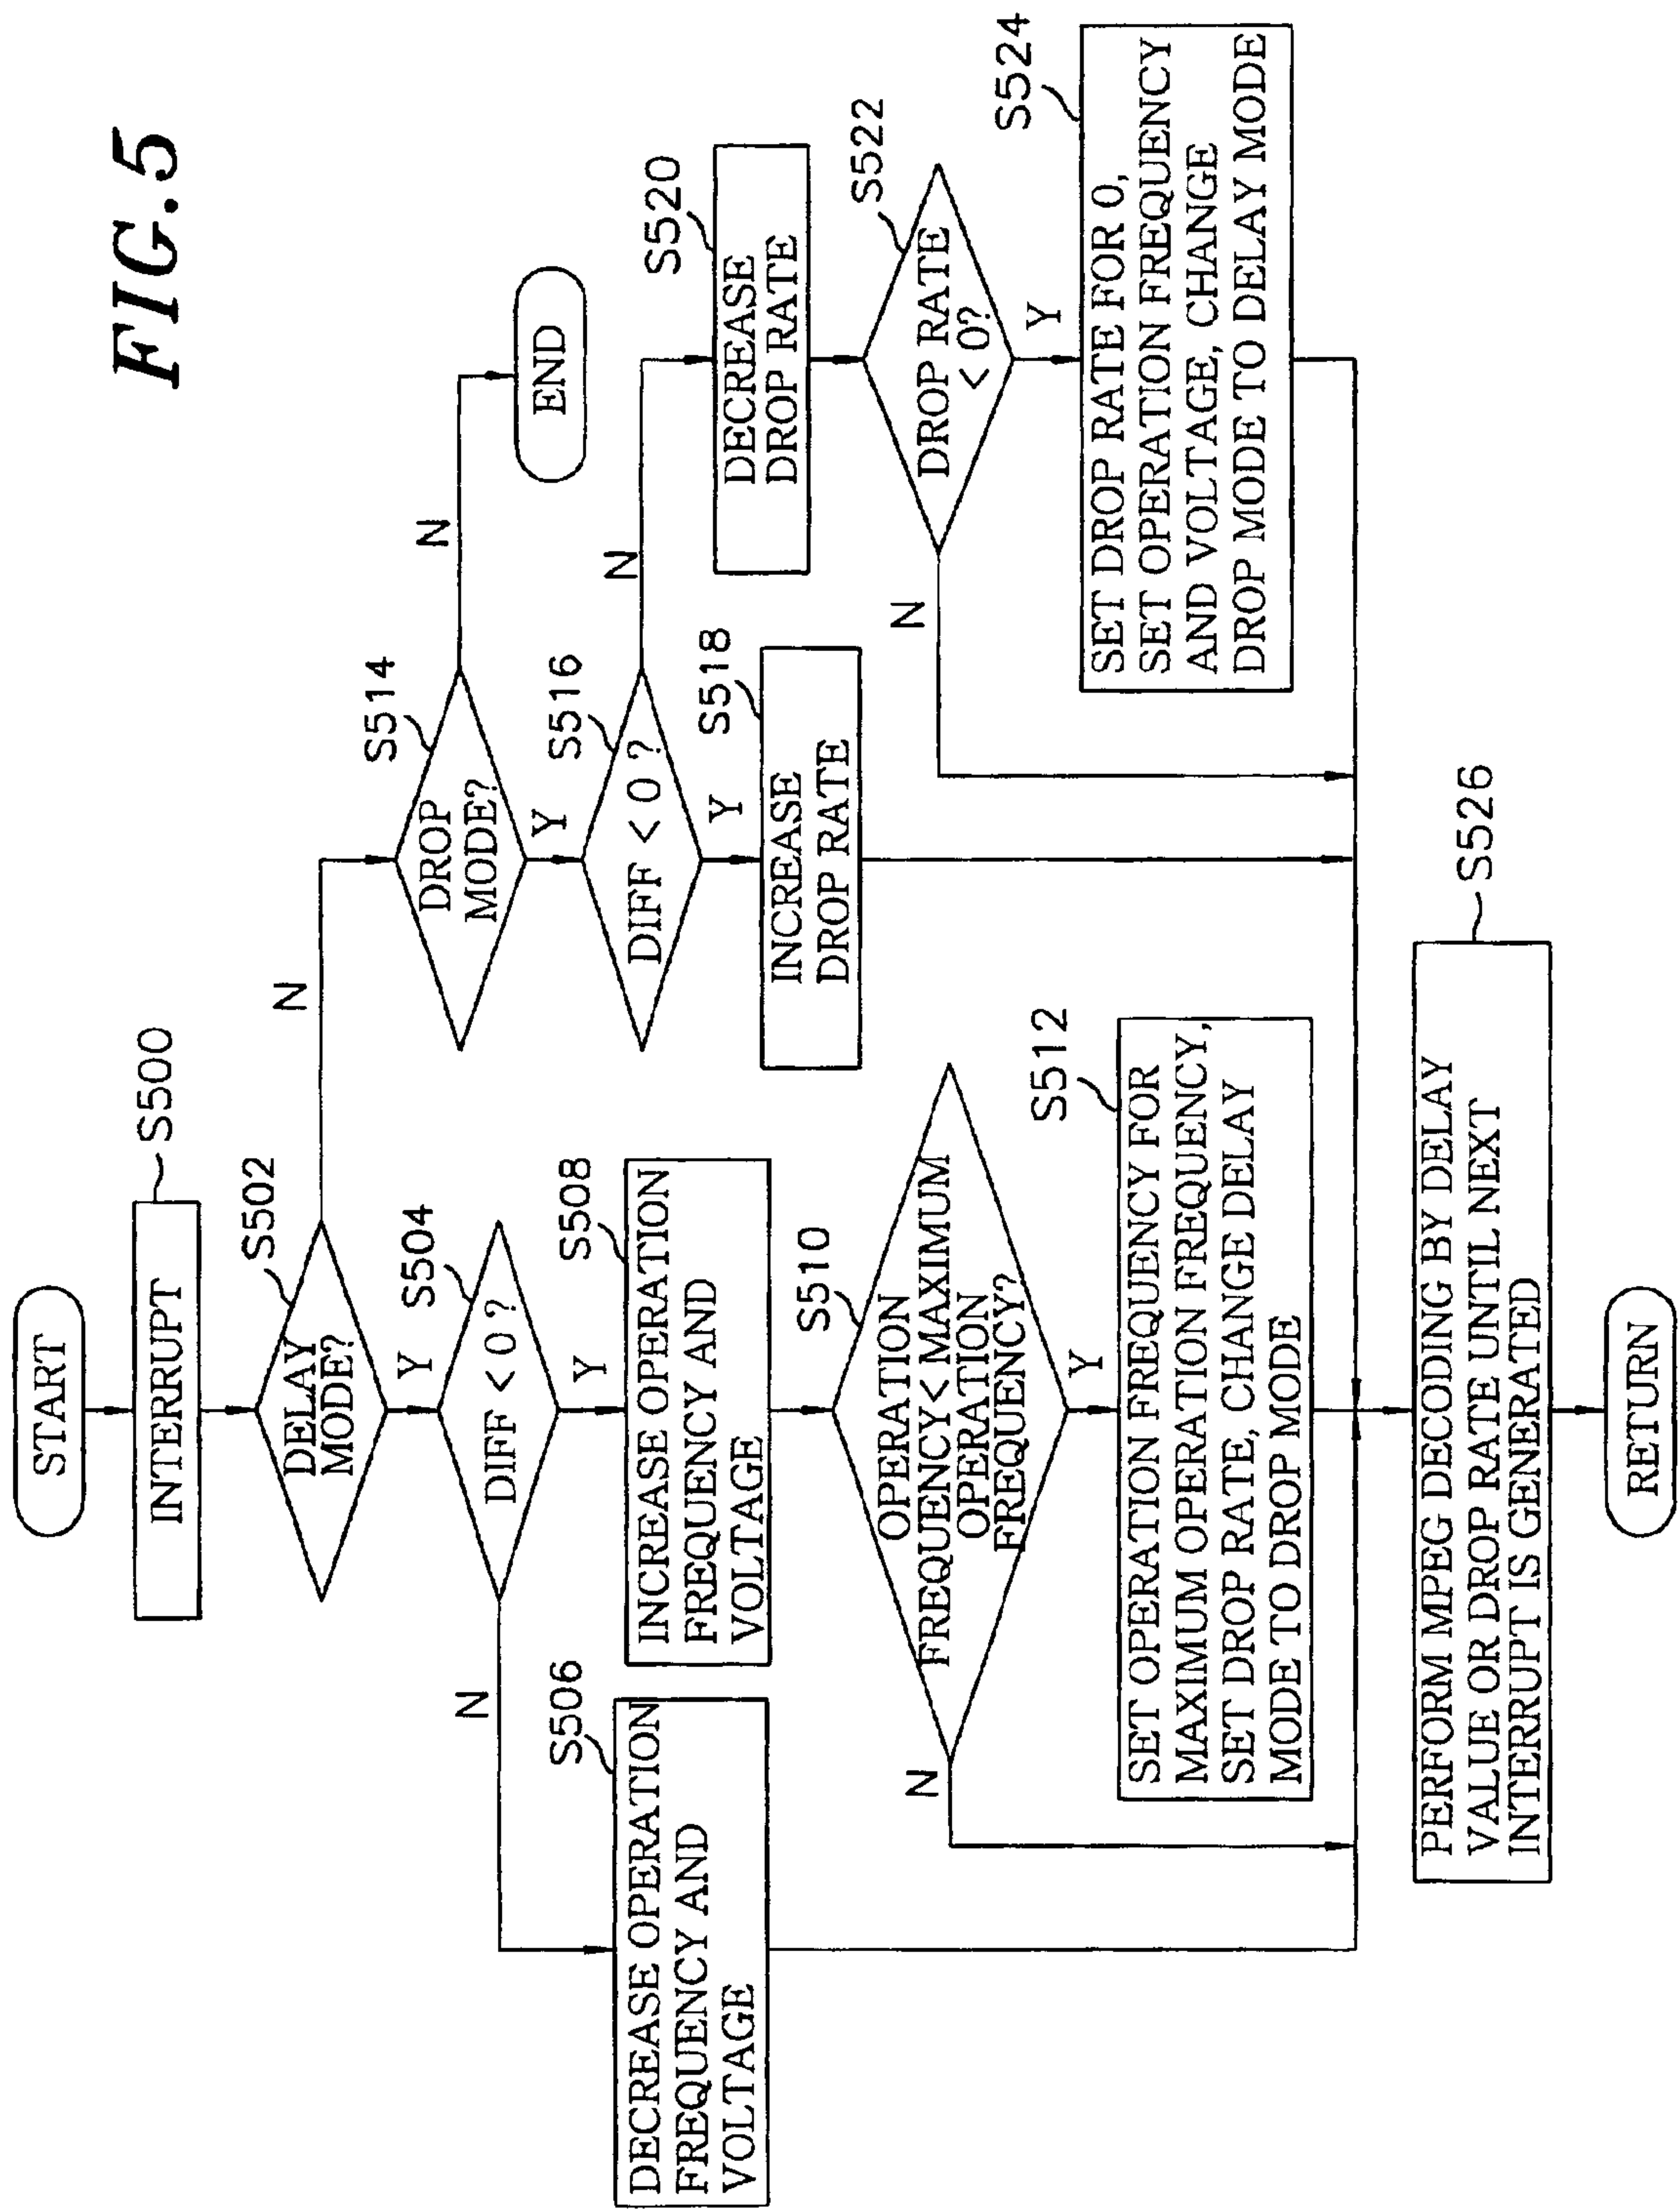 FIG.5
START
INTERRUPT
S500
DELAY
MODE?
S502
N
Y
DIFF < 0 ?
S504
N
Y
DECREASE OPERATION
FREQUENCY AND
VOLTAGE
S506
INCREASE OPERATION
FREQUENCY AND
VOLTAGE
S508
OPERATION
FREQUENCY < MAXIMUM
OPERATION
FREQUENCY?
S510
N
Y
SET OPERATION FREQUENCY FOR
MAXIMUM OPERATION FREQUENCY,
SET DROP RATE, CHANGE DELAY
MODE TO DROP MODE
S512
DROP
MODE?
S514
N
Y
END
DIFF < 0 ?
S516
N
Y
INCREASE
DROP RATE
S518
DECREASE
DROP RATE
S520
DROP RATE
< 0?
S522
N
Y
SET DROP RATE FOR 0,
SET OPERATION FREQUENCY
AND VOLTAGE, CHANGE
DROP MODE TO DELAY MODE
S524
PERFORM MPEG DECODING BY DELAY
VALUE OR DROP RATE UNTIL NEXT
INTERRUPT IS GENERATED
S526
RETURN